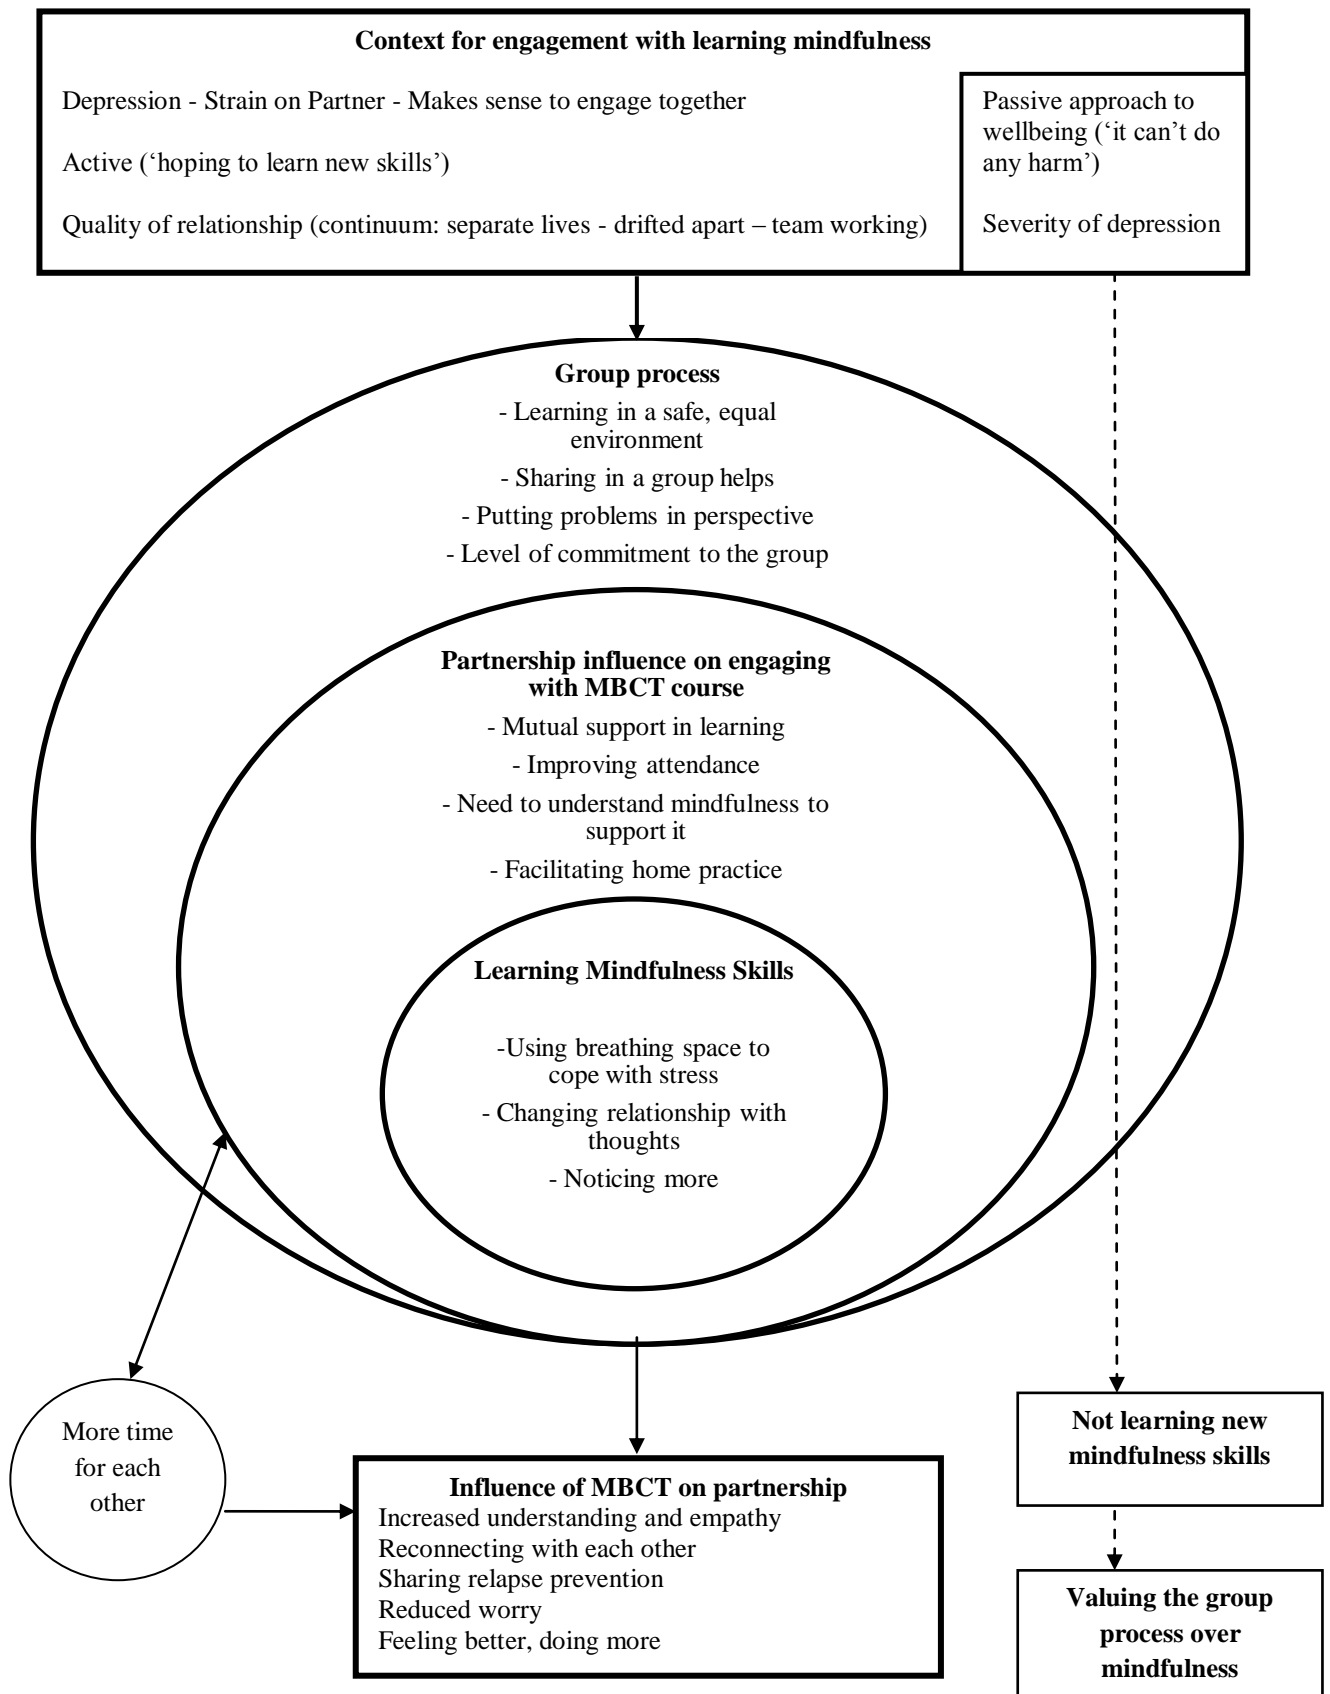 Context for engagement with learning mindfulness
Depression - Strain on Partner - Makes sense to engage together
Active (‘hoping to learn new skills’)
Quality of relationship (continuum: separate lives - drifted apart – team working)
Passive approach to
wellbeing (‘it can’t do
any harm’)
Severity of depression
Group process
- Learning in a safe, equal
environment
- Sharing in a group helps
- Putting problems in perspective
- Level of commitment to the group
Partnership influence on engaging
with MBCT course
- Mutual support in learning
- Improving attendance
- Need to understand mindfulness to
support it
- Facilitating home practice
Learning Mindfulness Skills
-Using breathing space to
cope with stress
- Changing relationship with
thoughts
- Noticing more
More time
for each
other
Influence of MBCT on partnership
Increased understanding and empathy
Reconnecting with each other
Sharing relapse prevention
Reduced worry
Feeling better, doing more
Not learning new
mindfulness skills
Valuing the group
process over
mindfulness